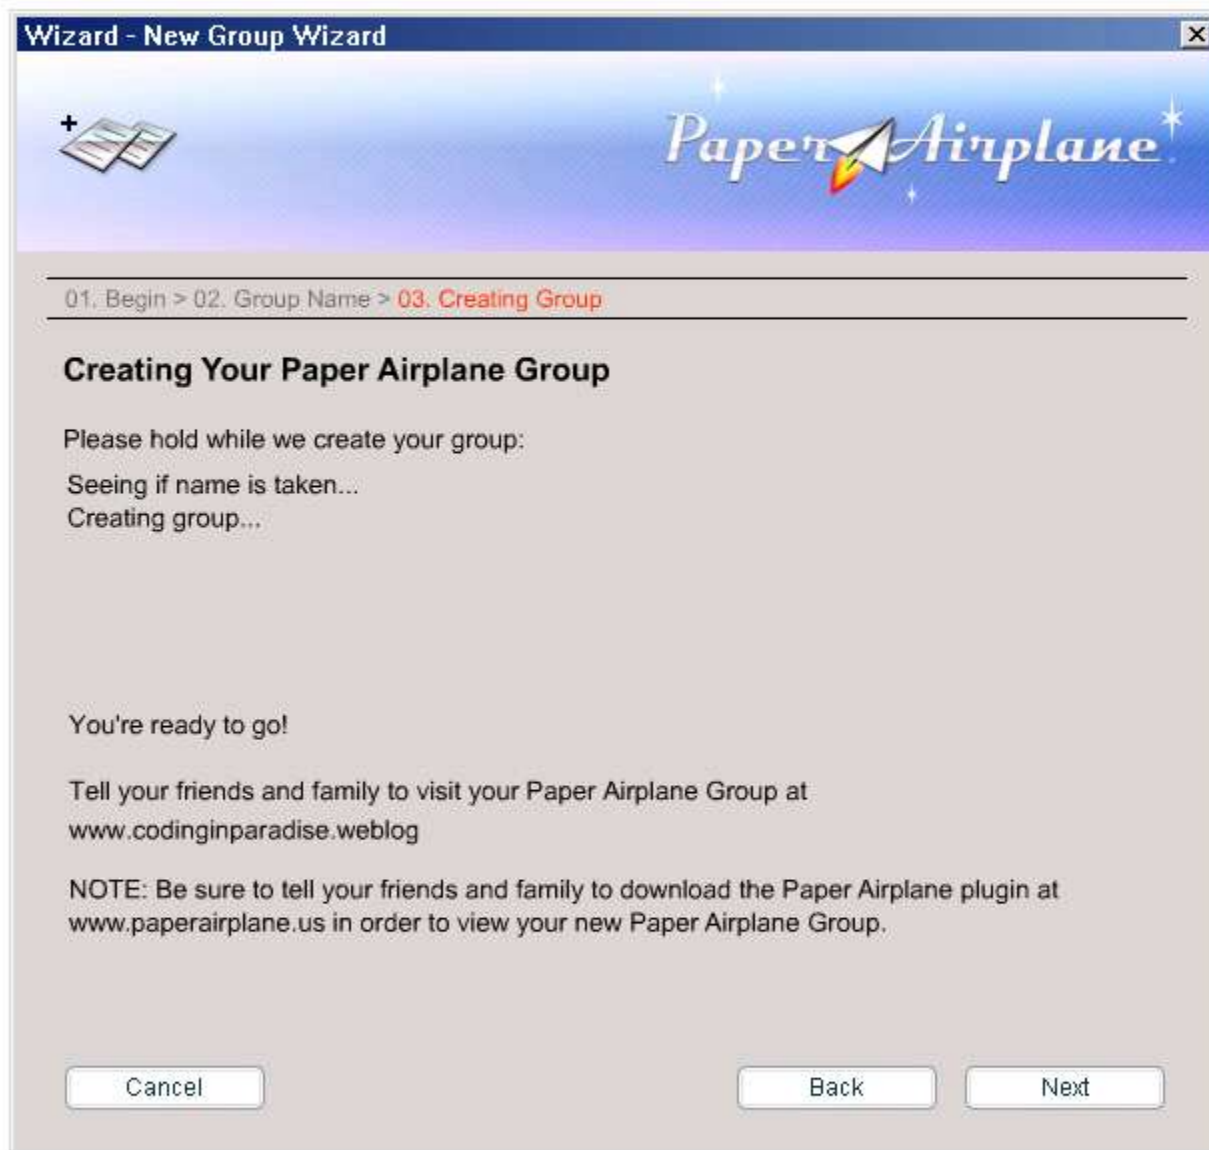 Wizard - New Group Wizard
Paper Airplane
01. Begin > 02. Group Name > 03. Creating Group
Creating Your Paper Airplane Group
Please hold while we create your group:
Seeing if name is taken...
Creating group...
You're ready to go!
Tell your friends and family to visit your Paper Airplane Group at
www.codinginparadise.weblog
NOTE: Be sure to tell your friends and family to download the Paper Airplane plugin at
www.paperairplane.us in order to view your new Paper Airplane Group.
Cancel Back Next